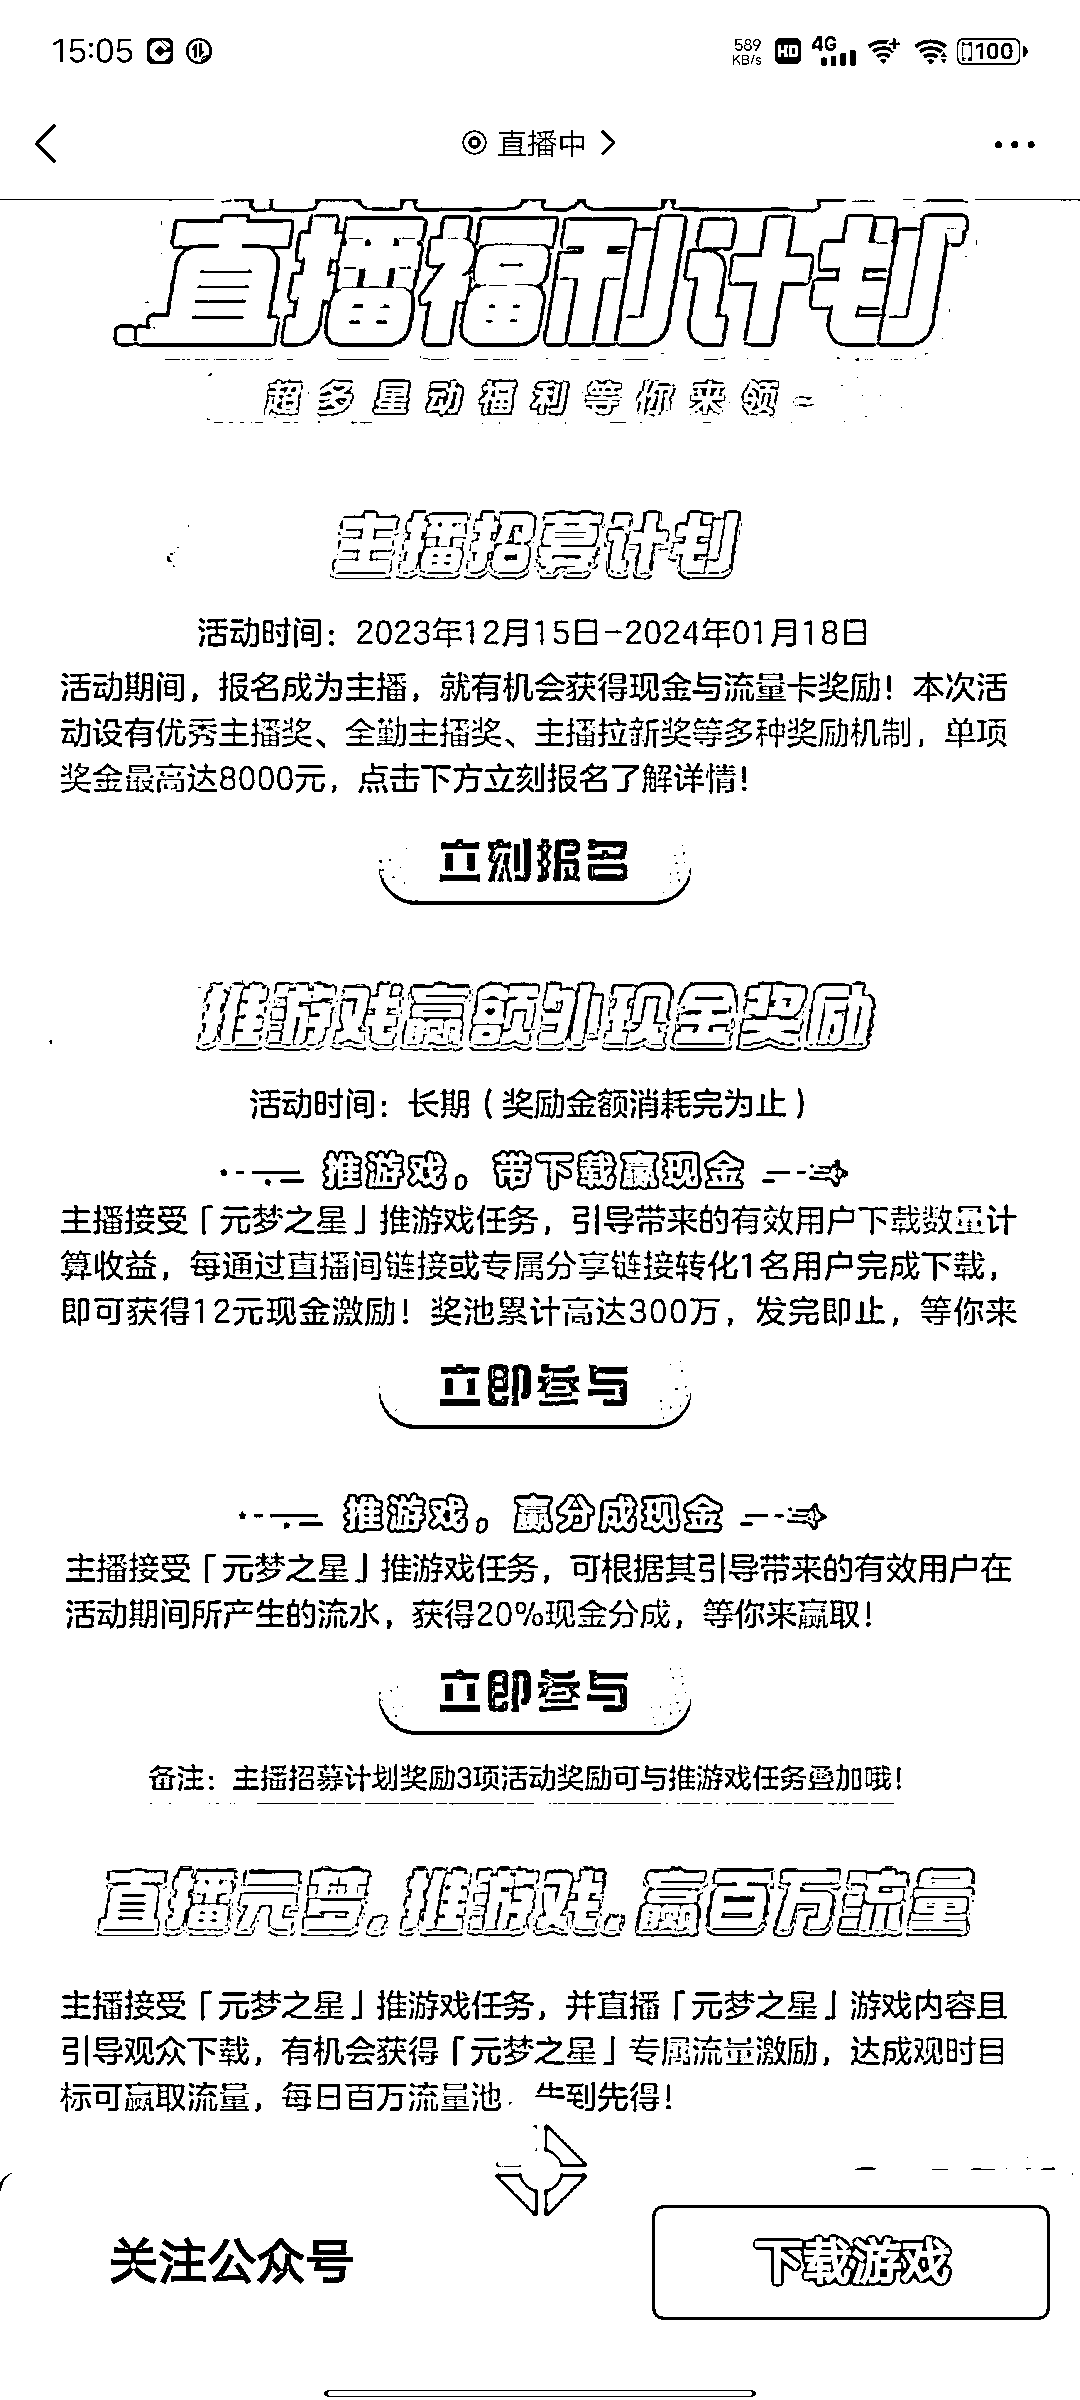 15:05
589
KB/s
HD
4G
100
直播中
直播福利计划
超多星动福利等你来领~
主播招募计划
活动时间：2023年12月15日-2024年01月18日
活动期间，报名成为主播，就有机会获得现金与流量卡奖励！本次活
动设有优秀主播奖、全勤主播奖、主播拉新奖等多种奖励机制，单项
奖金最高达8000元，点击下方立刻报名了解详情！
立刻报名
推游戏赢额外现金奖励
活动时间：长期（奖励金额消耗完为止）
推游戏，带下载赢现金
主播接受「元梦之星」推游戏任务，引导带来的有效用户下载数量计
算收益，每通过直播间链接或专属分享链接转化1名用户完成下载，
即可获得12元现金激励！奖池累计高达300万，发完即止，等你来
立即参与
推游戏，赢分成现金
主播接受「元梦之星」推游戏任务，可根据其引导带来的有效用户在
活动期间所产生的流水，获得20%现金分成，等你来赢取！
立即参与
备注：主播招募计划奖励3项活动奖励可与推游戏任务叠加哦！
直播元梦，推游戏，赢百万流量
主播接受「元梦之星」推游戏任务，并直播「元梦之星」游戏内容且
引导观众下载，有机会获得「元梦之星」专属流量激励，达成观时目
标可赢取流量，每日百万流量池，先到先得！
关注公众号
下载游戏